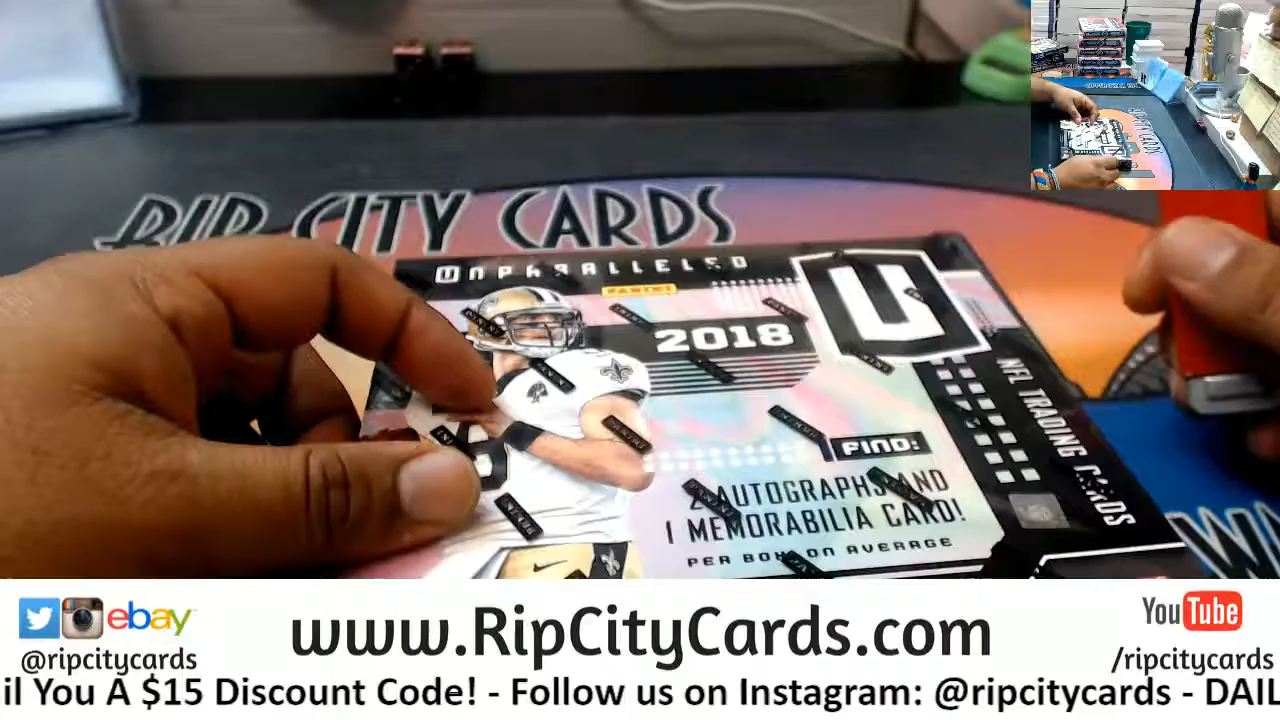 RIP CITY CARDS
UNPARALLELED
PANINI
2018
U
NFL TRADING CARDS
FIND:
2 AUTOGRAPHS AND
1 MEMORABILIA CARD!
PER BOX, ON AVERAGE
ebay
www.RipCityCards.com
YouTube
@ripcitycards
/ripcitycards
il You A $15 Discount Code! - Follow us on Instagram: @ripcitycards - DAIL